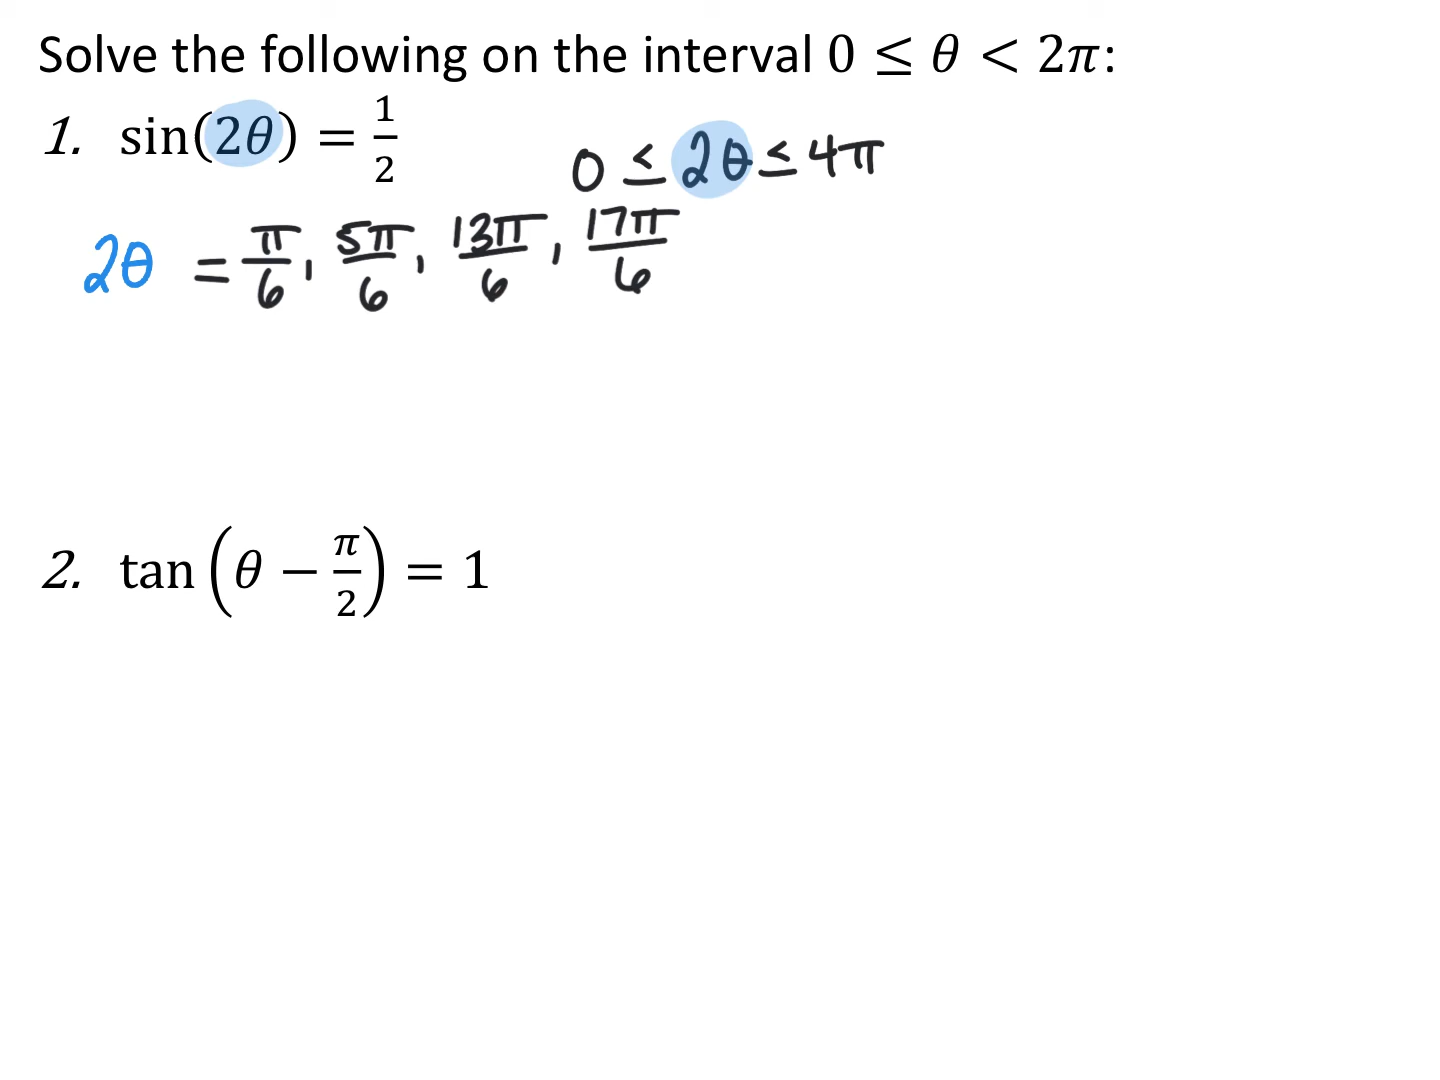 Solve the following on the interval 0 ≤ θ < 2π:
1. sin(2θ) = 1/2
0 ≤ 2θ ≤ 4π
2θ = π/6, 5π/6, 13π/6, 17π/6
2. tan(θ − π/2) = 1